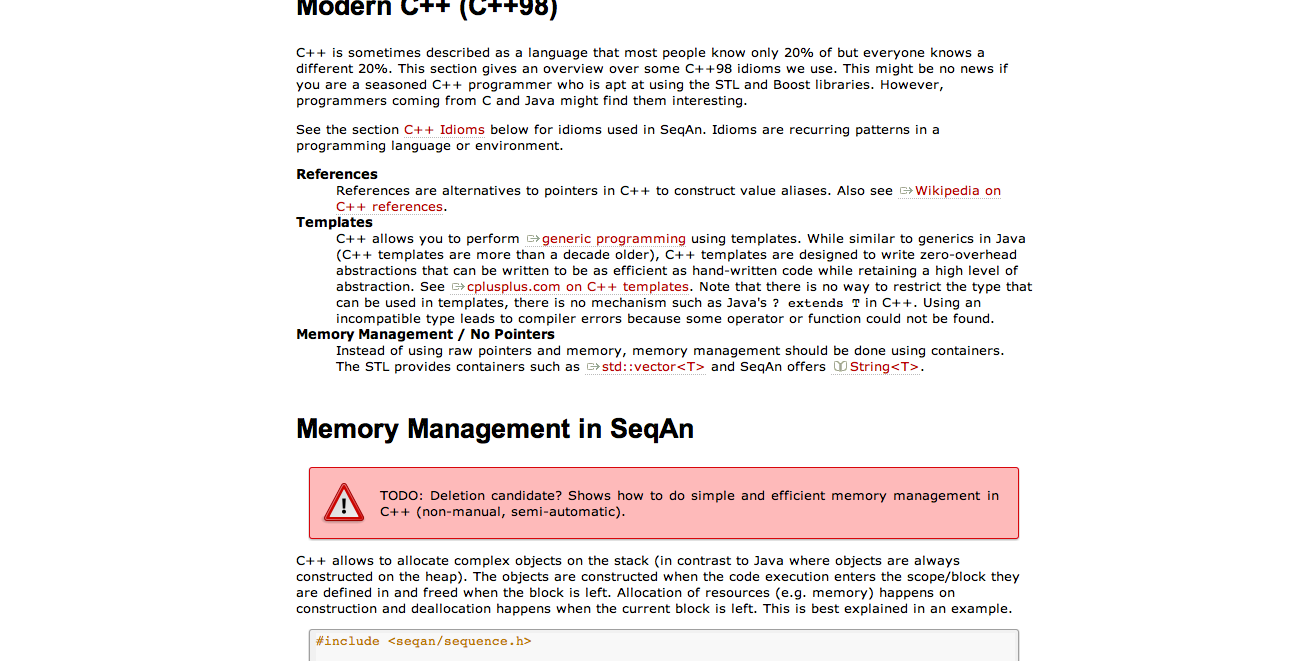 Modern C++ (C++98)
C++ is sometimes described as a language that most people know only 20% of but everyone knows a
different 20%. This section gives an overview over some C++98 idioms we use. This might be no news if
you are a seasoned C++ programmer who is apt at using the STL and Boost libraries. However,
programmers coming from C and Java might find them interesting.
See the section C++ Idioms below for idioms used in SeqAn. Idioms are recurring patterns in a
programming language or environment.
References
References are alternatives to pointers in C++ to construct value aliases. Also see Wikipedia on
C++ references.
Templates
C++ allows you to perform generic programming using templates. While similar to generics in Java
(C++ templates are more than a decade older), C++ templates are designed to write zero-overhead
abstractions that can be written to be as efficient as hand-written code while retaining a high level of
abstraction. See cplusplus.com on C++ templates. Note that there is no way to restrict the type that
can be used in templates, there is no mechanism such as Java's ? extends T in C++. Using an
incompatible type leads to compiler errors because some operator or function could not be found.
Memory Management / No Pointers
Instead of using raw pointers and memory, memory management should be done using containers.
The STL provides containers such as std::vector<T> and SeqAn offers String<T>.
Memory Management in SeqAn
TODO: Deletion candidate? Shows how to do simple and efficient memory management in
C++ (non-manual, semi-automatic).
C++ allows to allocate complex objects on the stack (in contrast to Java where objects are always
constructed on the heap). The objects are constructed when the code execution enters the scope/block they
are defined in and freed when the block is left. Allocation of resources (e.g. memory) happens on
construction and deallocation happens when the current block is left. This is best explained in an example.
#include <seqan/sequence.h>